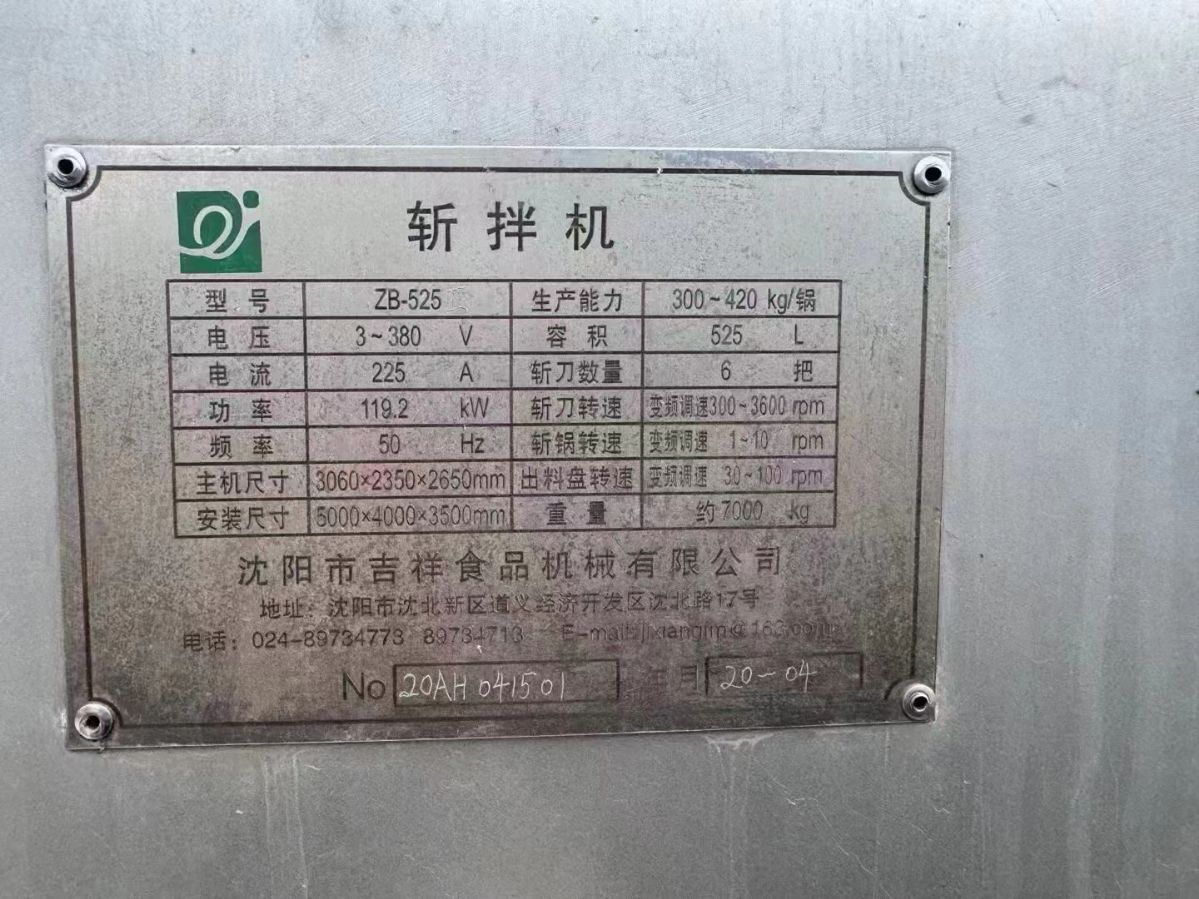 斩拌机
型号 ZB-525 生产能力 300~420 kg/锅
电压 3~380 V 容积 525 L
电流 225 A 斩刀数量 6 把
功率 119.2 kW 斩刀转速 变频调速300~3600 rpm
频率 50 Hz 斩锅转速 变频调速 1~10 rpm
主机尺寸 3060×2350×2650mm 出料盘转速 变频调速 30~100 rpm
安装尺寸 5000×4000×3500mm 重量 约7000 kg
沈阳市吉祥食品机械有限公司
地址：沈阳市沈北新区道义经济开发区沈北路17号
电话：024-89734773 89734713 E-mail:
No 20AH041501 年月 20-04